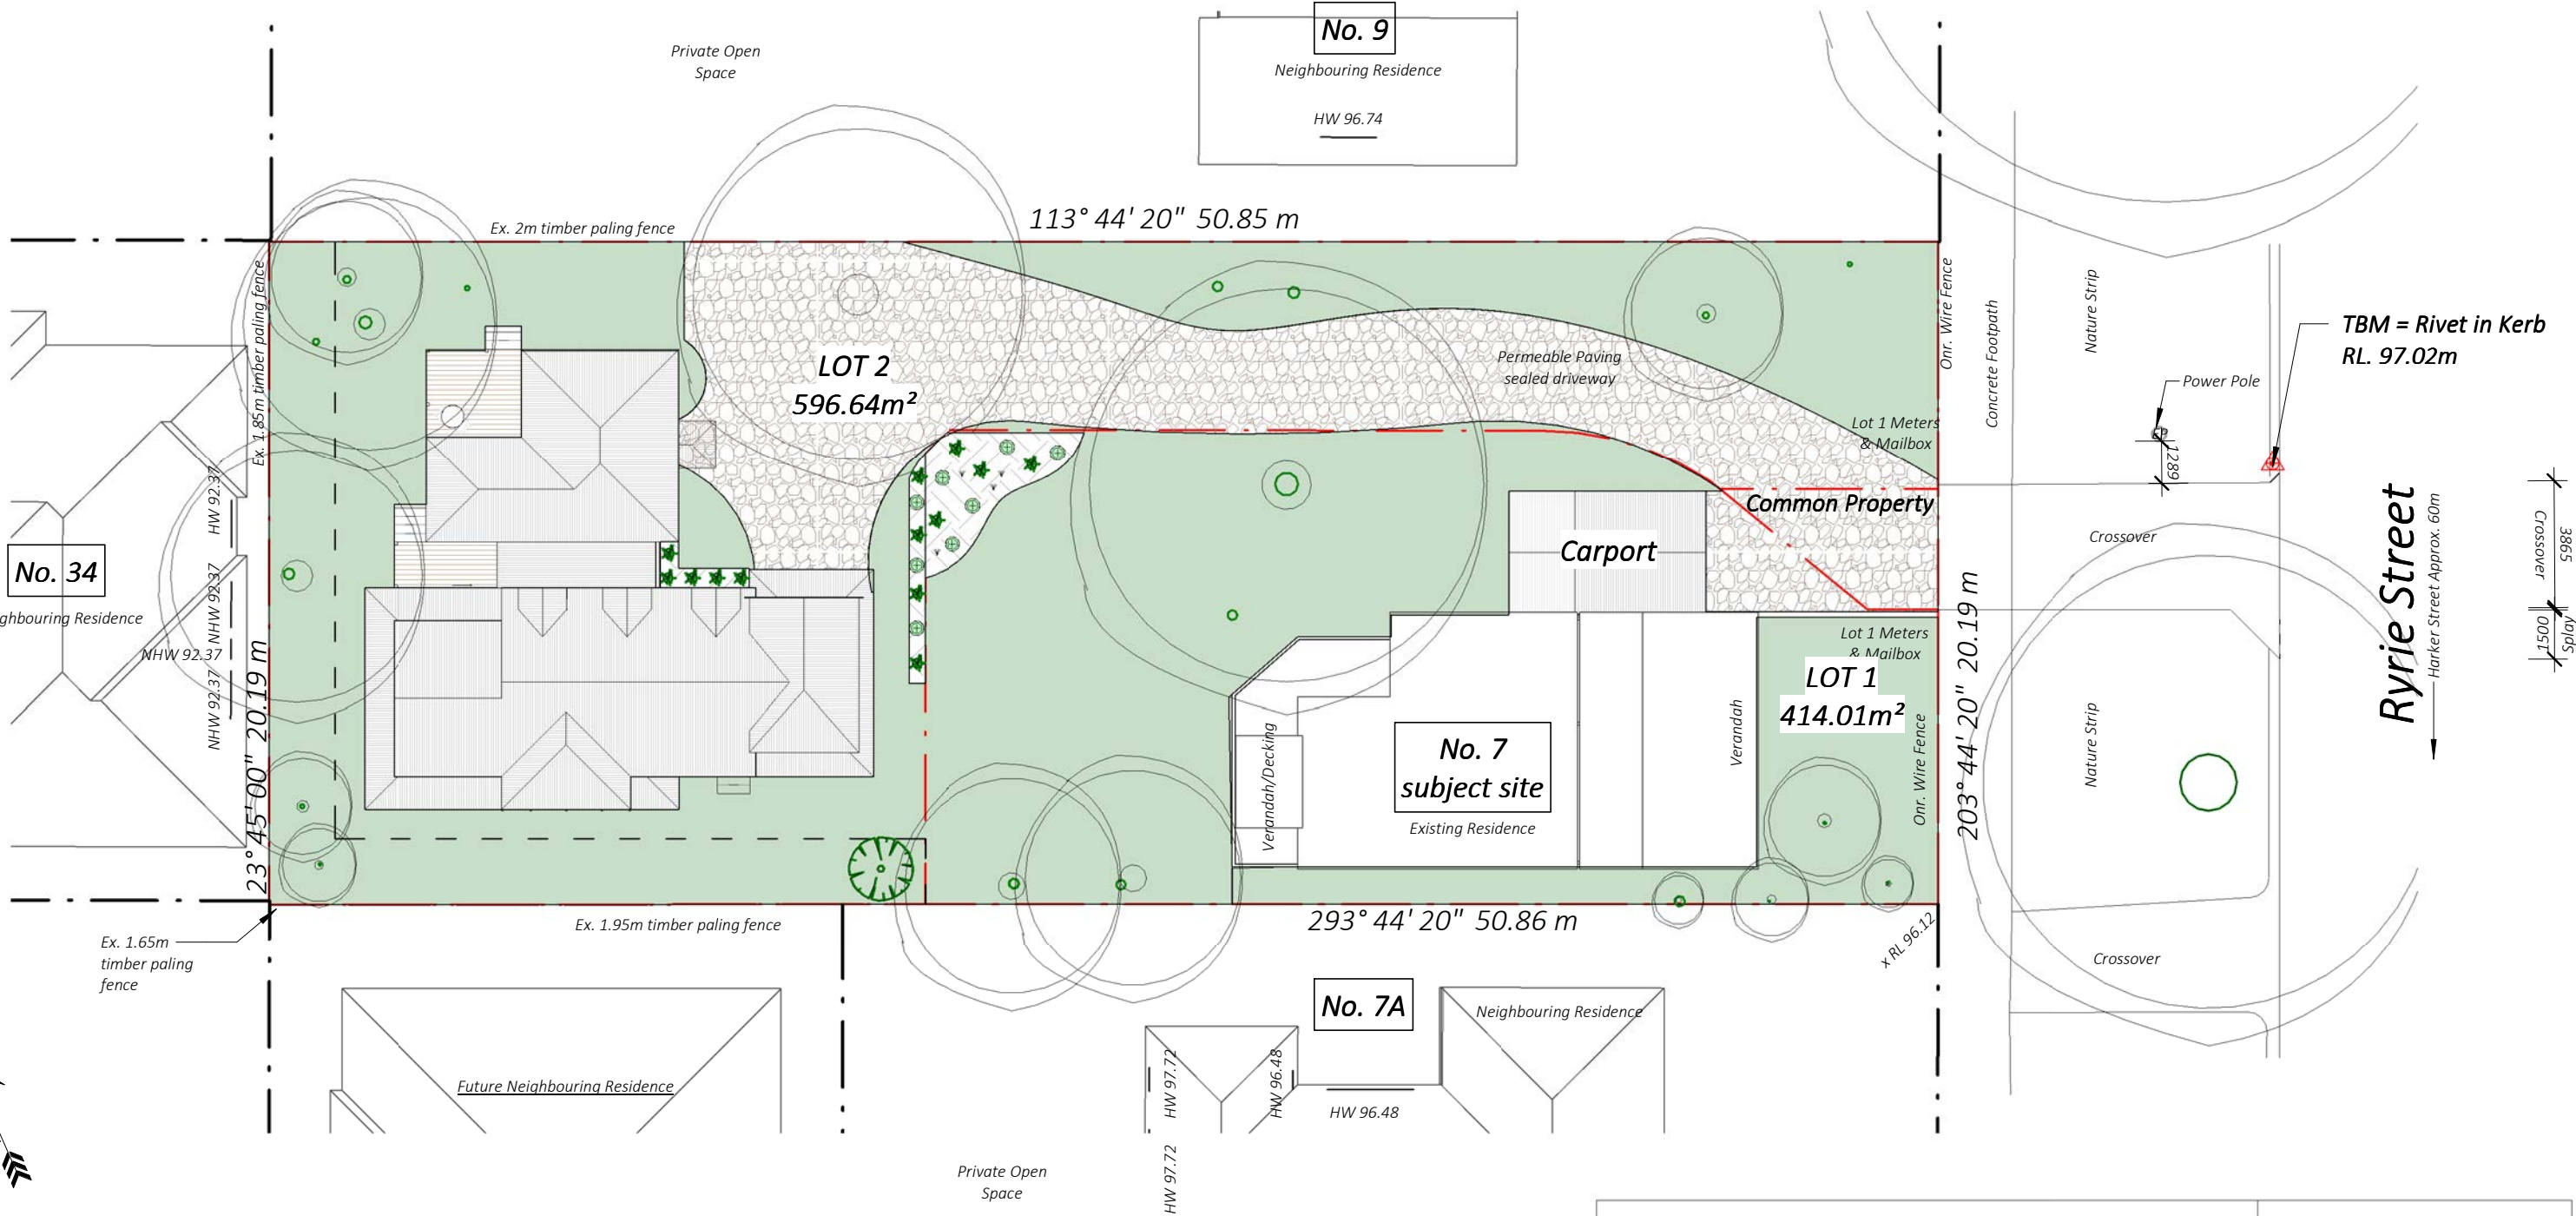 No. 9
Private Open
Space
Neighbouring Residence
HW 96.74
113° 44' 20" 50.85 m
Ex. 2m timber paling fence
Ex. 1.85m timber paling fence
Onr. Wire Fence
Concrete Footpath
Nature Strip
TBM = Rivet in Kerb
RL. 97.02m
Power Pole
1289
LOT 2
596.64m²
Permeable Paving
sealed driveway
Lot 1 Meters
& Mailbox
Common Property
Carport
Crossover
3865
Crossover
1500
Splay
Ryrie Street
Harker Street Approx. 60m
HW 92.37
NHW 92.37
NHW 92.37
NHW 92.37
No. 34
ghbouring Residence
23° 45' 00" 20.19 m
203° 44' 20" 20.19 m
Lot 1 Meters
& Mailbox
LOT 1
414.01m²
Verandah
Verandah/Decking
No. 7
subject site
Existing Residence
Onr. Wire Fence
Nature Strip
293° 44' 20" 50.86 m
Ex. 1.95m timber paling fence
Ex. 1.65m
timber paling
fence
x RL 96.12
Crossover
No. 7A
Neighbouring Residence
Future Neighbouring Residence
HW 97.72
HW 96.48
HW 96.48
HW 97.72
Private Open
Space